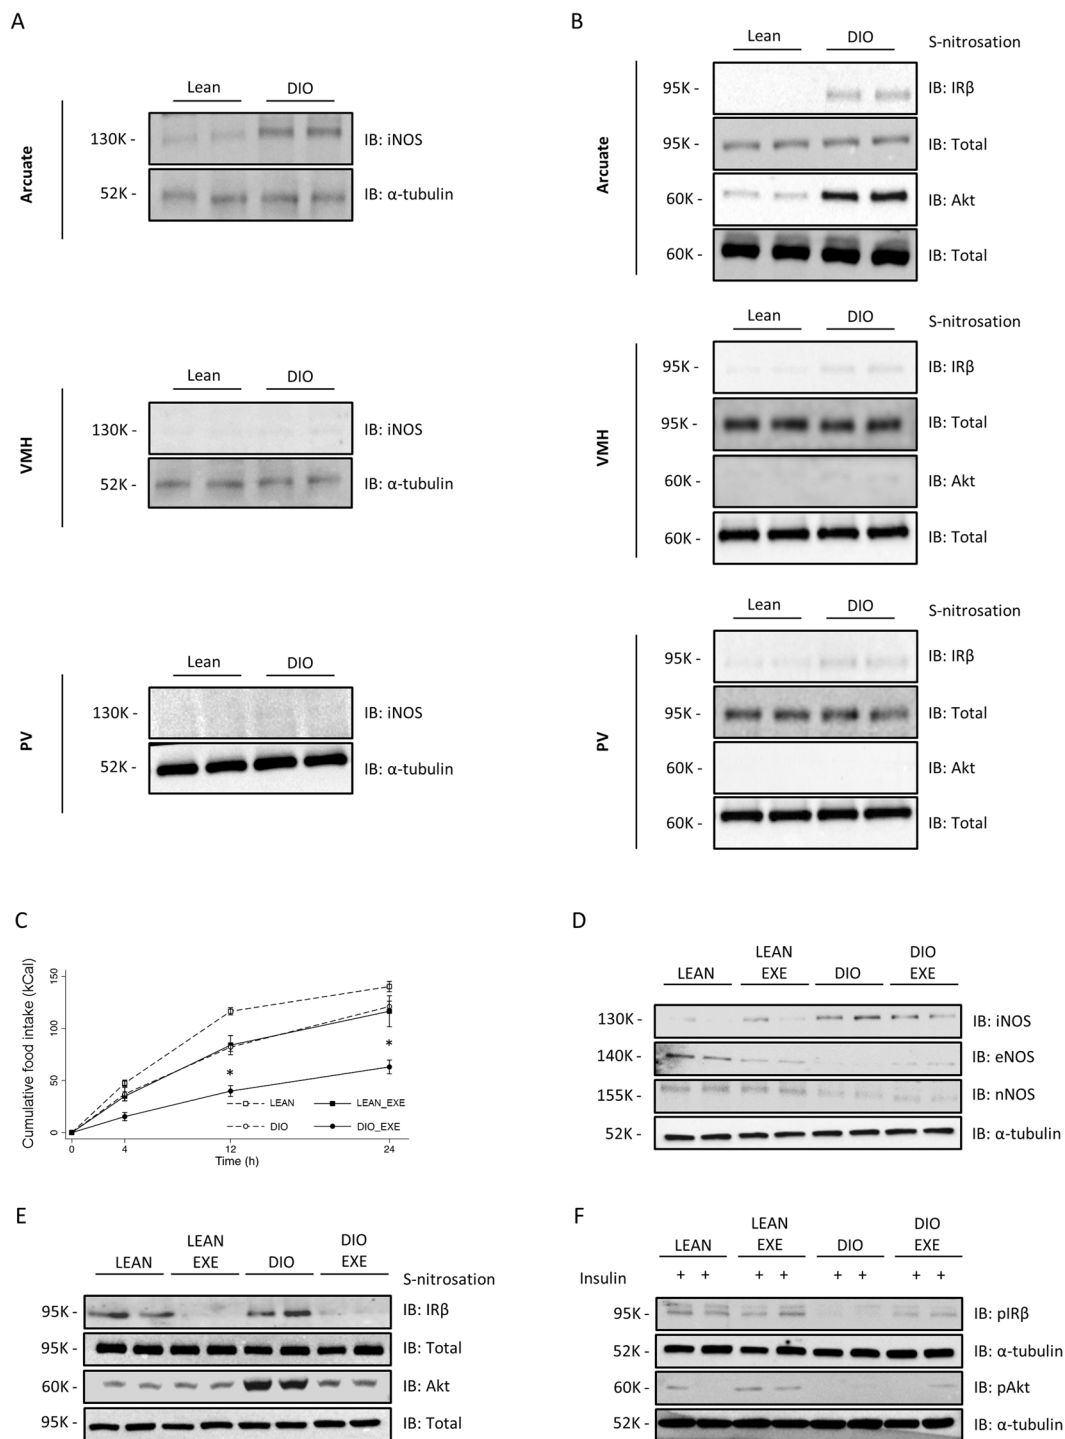 A
Lean DIO
130K - IB: iNOS
52K - IB: α-tubulin
Arcuate
Lean DIO
130K - IB: iNOS
52K - IB: α-tubulin
VMH
Lean DIO
130K - IB: iNOS
52K - IB: α-tubulin
PV
B
Lean DIO S-nitrosation
95K - IB: IRβ
95K - IB: Total
60K - IB: Akt
60K - IB: Total
Arcuate
Lean DIO S-nitrosation
95K - IB: IRβ
95K - IB: Total
60K - IB: Akt
60K - IB: Total
VMH
Lean DIO S-nitrosation
95K - IB: IRβ
95K - IB: Total
60K - IB: Akt
60K - IB: Total
PV
C
Cumulative food intake (kCal)
150
100
50
0
* *
LEAN LEAN_EXE
DIO DIO_EXE
0 4 12 24
Time (h)
D
LEAN LEAN EXE DIO DIO EXE
130K - IB: iNOS
140K - IB: eNOS
155K - IB: nNOS
52K - IB: α-tubulin
E
LEAN LEAN EXE DIO DIO EXE
S-nitrosation
95K - IB: IRβ
95K - IB: Total
60K - IB: Akt
95K - IB: Total
F
LEAN LEAN EXE DIO DIO EXE
Insulin + + + + + + + +
95K - IB: pIRβ
52K - IB: α-tubulin
60K - IB: pAkt
52K - IB: α-tubulin